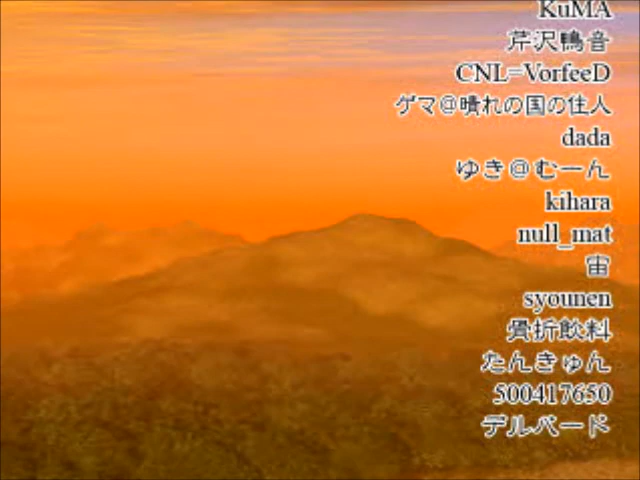 KuMA
芹沢鴨音
CNL=VorfeeD
ゲマ@晴れの国の住人
dada
ゆき@むーん
kihara
null_mat
宙
syounen
骨折飲料
たんきゅん
500417650
デルバード